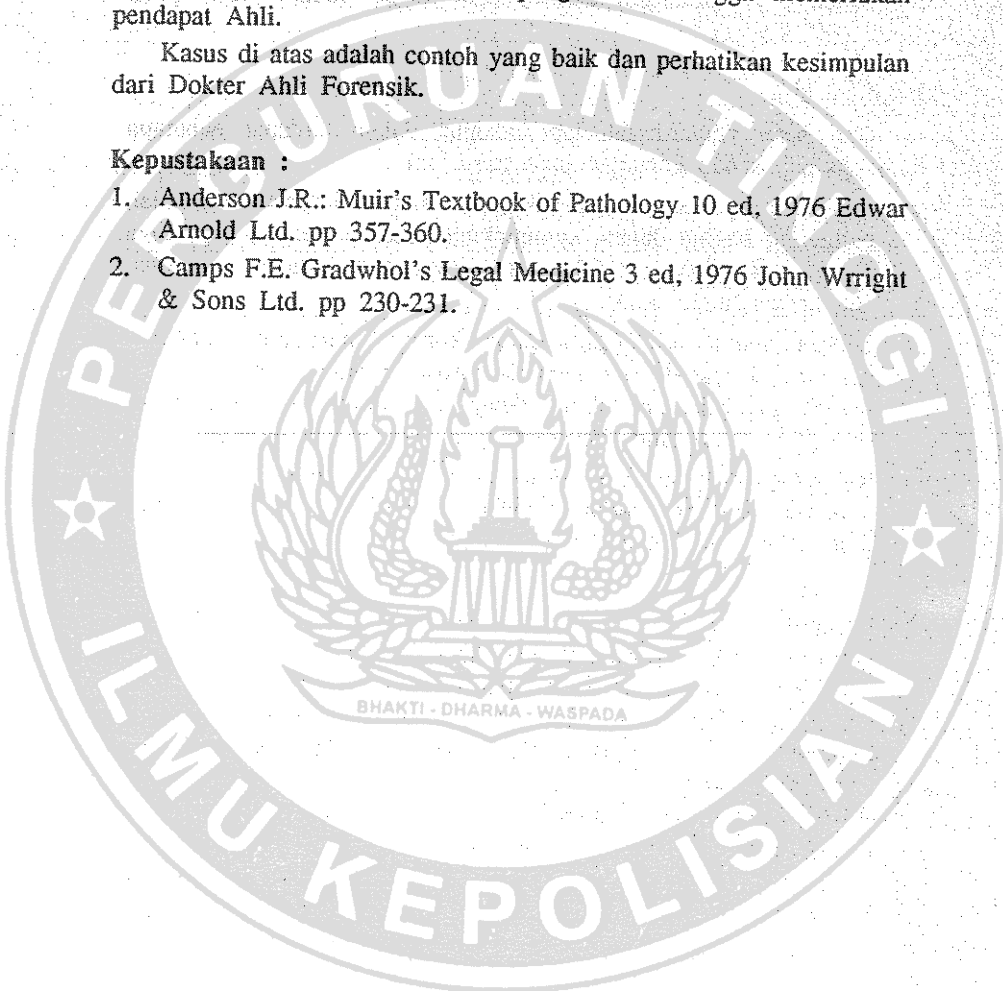 pendapat Ahli.
Kasus di atas adalah contoh yang baik dan perhatikan kesimpulan
dari Dokter Ahli Forensik.
Kepustakaan :
1. Anderson J.R.: Muir's Textbook of Pathology 10 ed, 1976 Edwar
Arnold Ltd. pp 357-360.
2. Camps F.E. Gradwhol's Legal Medicine 3 ed, 1976 John Wrright
& Sons Ltd. pp 230-231.
PERGURUAN TINGGI
BHAKTI - DHARMA - WASPADA
ILMU KEPOLISIAN